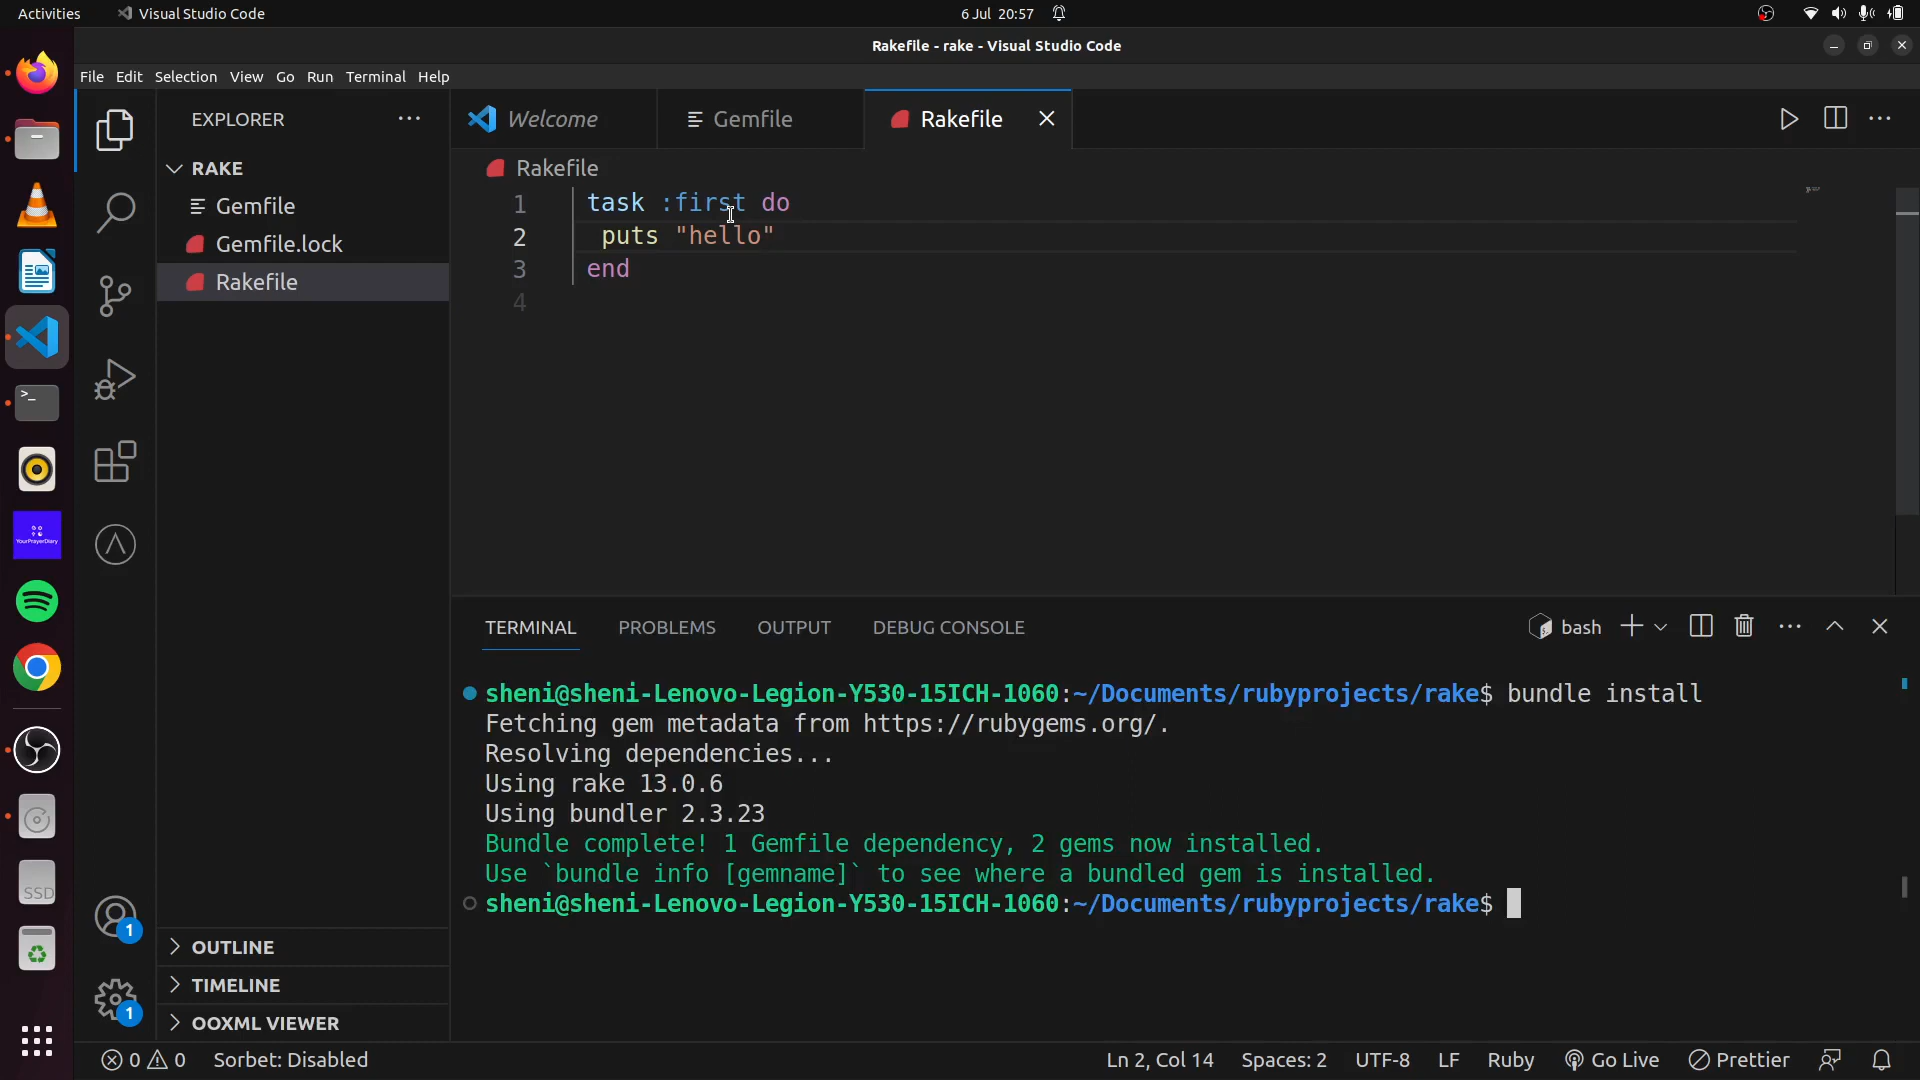 Activities
Visual Studio Code
6 Jul 20:57
Rakefile - rake - Visual Studio Code
File Edit Selection View Go Run Terminal Help
EXPLORER
RAKE
Gemfile
Gemfile.lock
Rakefile
OUTLINE
TIMELINE
OOXML VIEWER
Welcome
Gemfile
Rakefile
Rakefile
1 task :first do
2 puts "hello"
3 end
4
TERMINAL PROBLEMS OUTPUT DEBUG CONSOLE
bash
sheni@sheni-Lenovo-Legion-Y530-15ICH-1060:~/Documents/rubyprojects/rake$ bundle install
Fetching gem metadata from https://rubygems.org/.
Resolving dependencies...
Using rake 13.0.6
Using bundler 2.3.23
Bundle complete! 1 Gemfile dependency, 2 gems now installed.
Use `bundle info [gemname]` to see where a bundled gem is installed.
sheni@sheni-Lenovo-Legion-Y530-15ICH-1060:~/Documents/rubyprojects/rake$
>_
YourPrayerDiary
SSD
1
1
0 0 Sorbet: Disabled
Ln 2, Col 14 Spaces: 2 UTF-8 LF Ruby Go Live Prettier